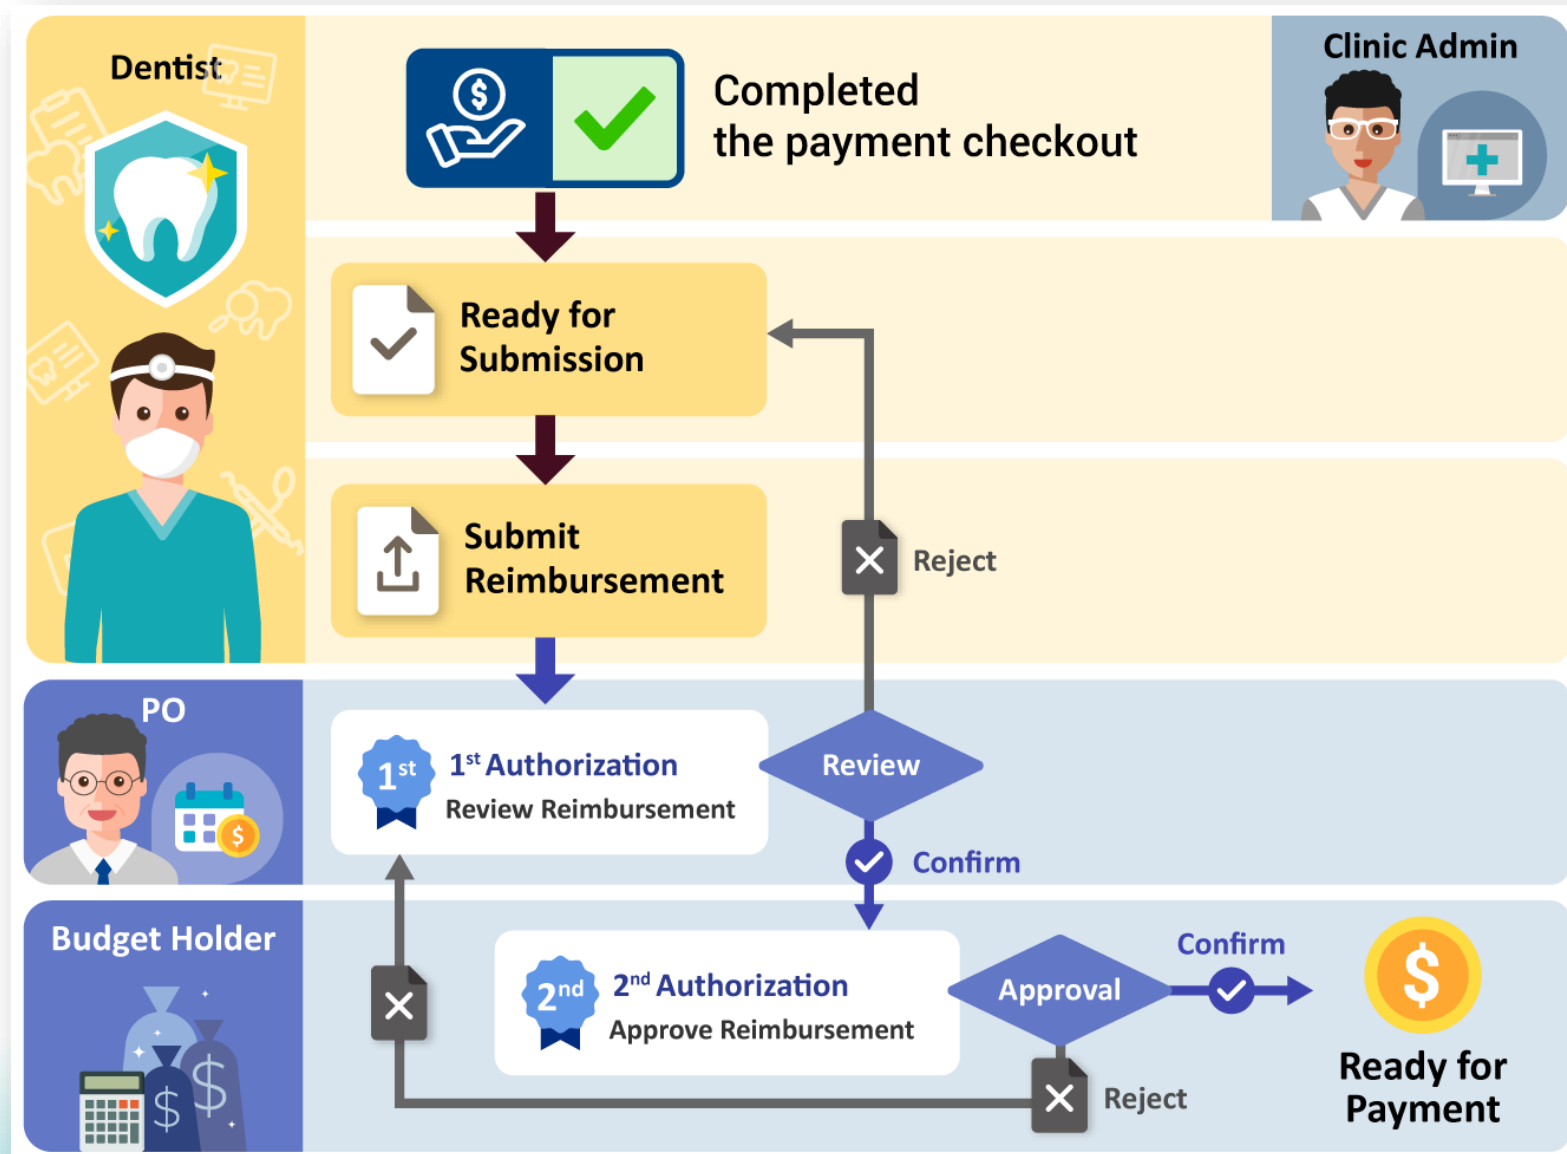 Dentist
Clinic Admin
$
Completed
the payment checkout
Ready for
Submission
Submit
Reimbursement
Reject
PO
$
1st
1st Authorization
Review Reimbursement
Review
Confirm
Budget Holder
$
$
2nd
2nd Authorization
Approve Reimbursement
Approval
Confirm
$
Ready for
Payment
Reject